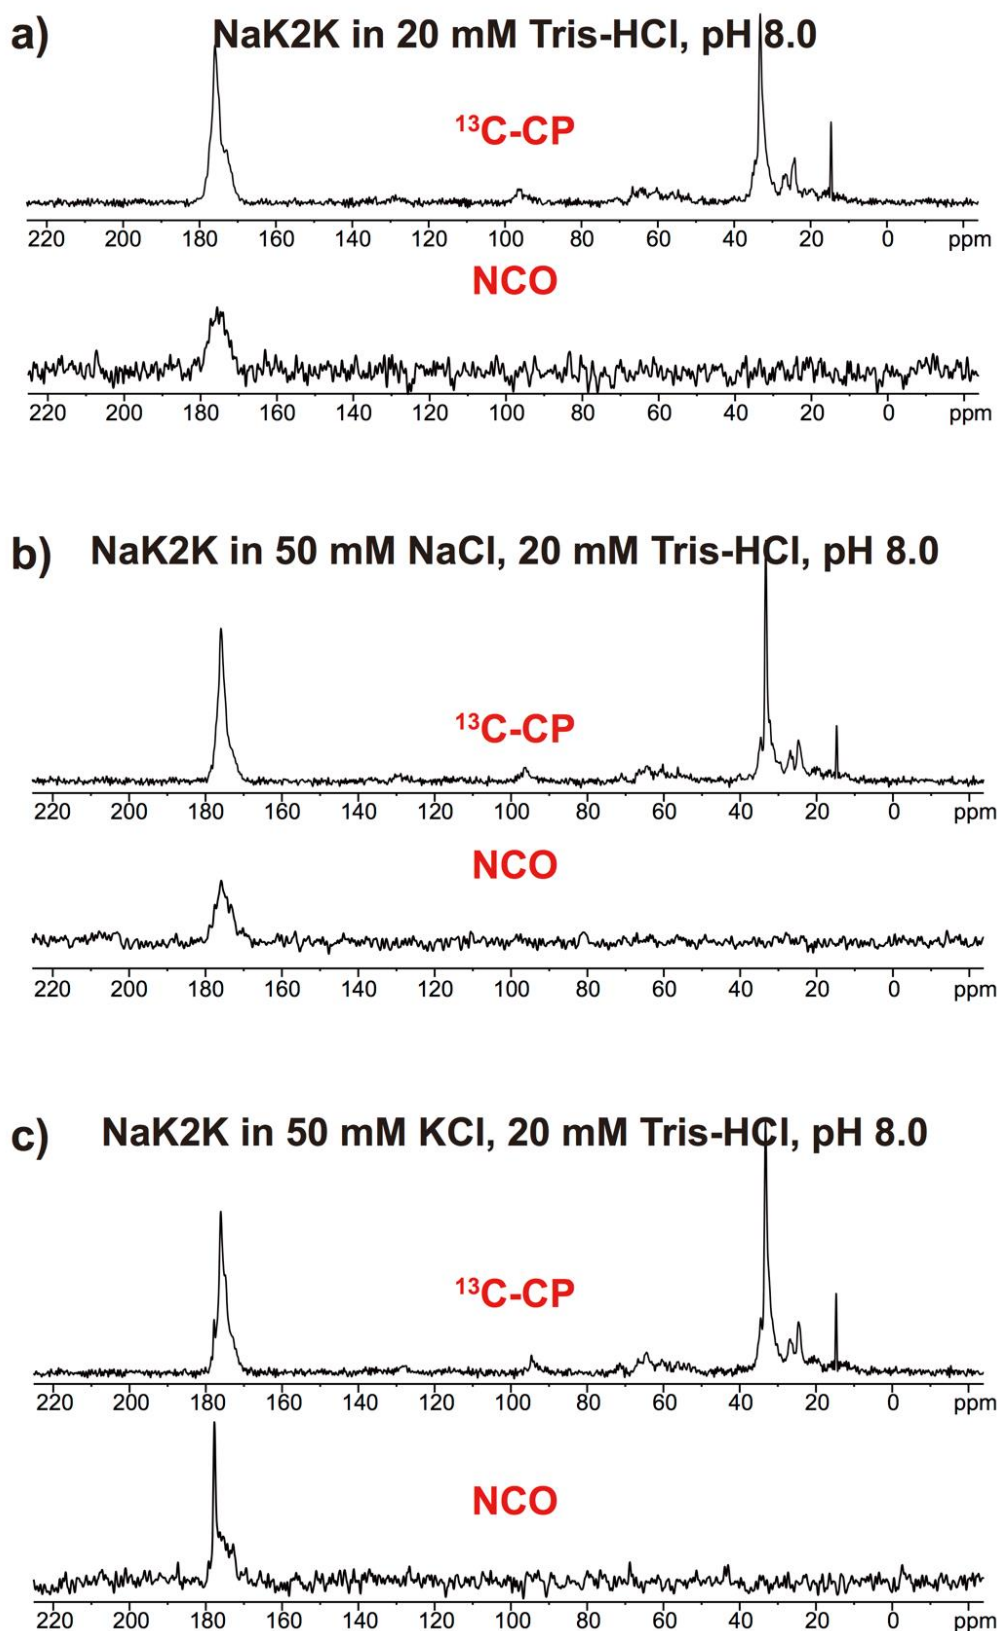 a) NaK2K in 20 mM Tris-HCl, pH 8.0
¹³C-CP
220 200 180 160 140 120 100 80 60 40 20 0 ppm
NCO
220 200 180 160 140 120 100 80 60 40 20 0 ppm
b) NaK2K in 50 mM NaCl, 20 mM Tris-HCl, pH 8.0
¹³C-CP
220 200 180 160 140 120 100 80 60 40 20 0 ppm
NCO
220 200 180 160 140 120 100 80 60 40 20 0 ppm
c) NaK2K in 50 mM KCl, 20 mM Tris-HCl, pH 8.0
¹³C-CP
220 200 180 160 140 120 100 80 60 40 20 0 ppm
NCO
220 200 180 160 140 120 100 80 60 40 20 0 ppm